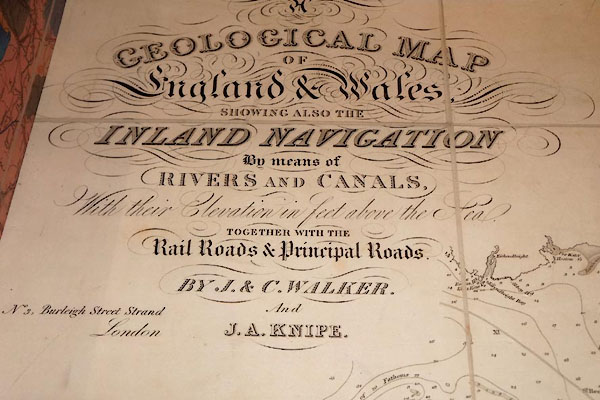 A
GEOLOGICAL MAP
OF
England & Wales,
SHOWING ALSO THE
INLAND NAVIGATION
By means of
RIVERS AND CANALS,
With their Elevation in feet above the Sea
TOGETHER WITH THE
Rail Roads & Principal Roads.
BY J. & C. WALKER.
And
J. A. KNIPE.
No 3, Burleigh Street Strand
London
of Fathoms